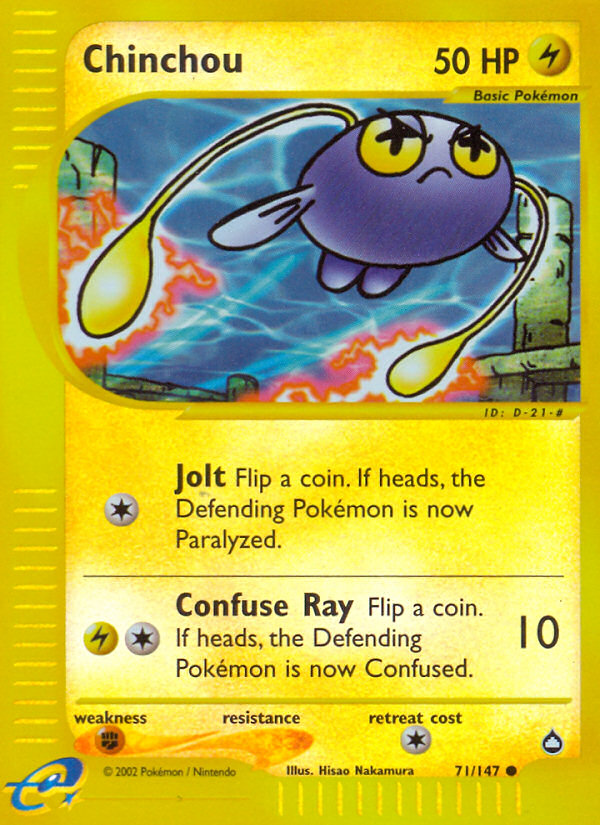 Chinchou
50 HP
Basic Pokémon
ID: D-21-#
Jolt Flip a coin. If heads, the
Defending Pokémon is now
Paralyzed.
Confuse Ray Flip a coin.
If heads, the Defending
Pokémon is now Confused.
10
weakness resistance retreat cost
© 2002 Pokémon / Nintendo Illus. Hisao Nakamura 71/147
e